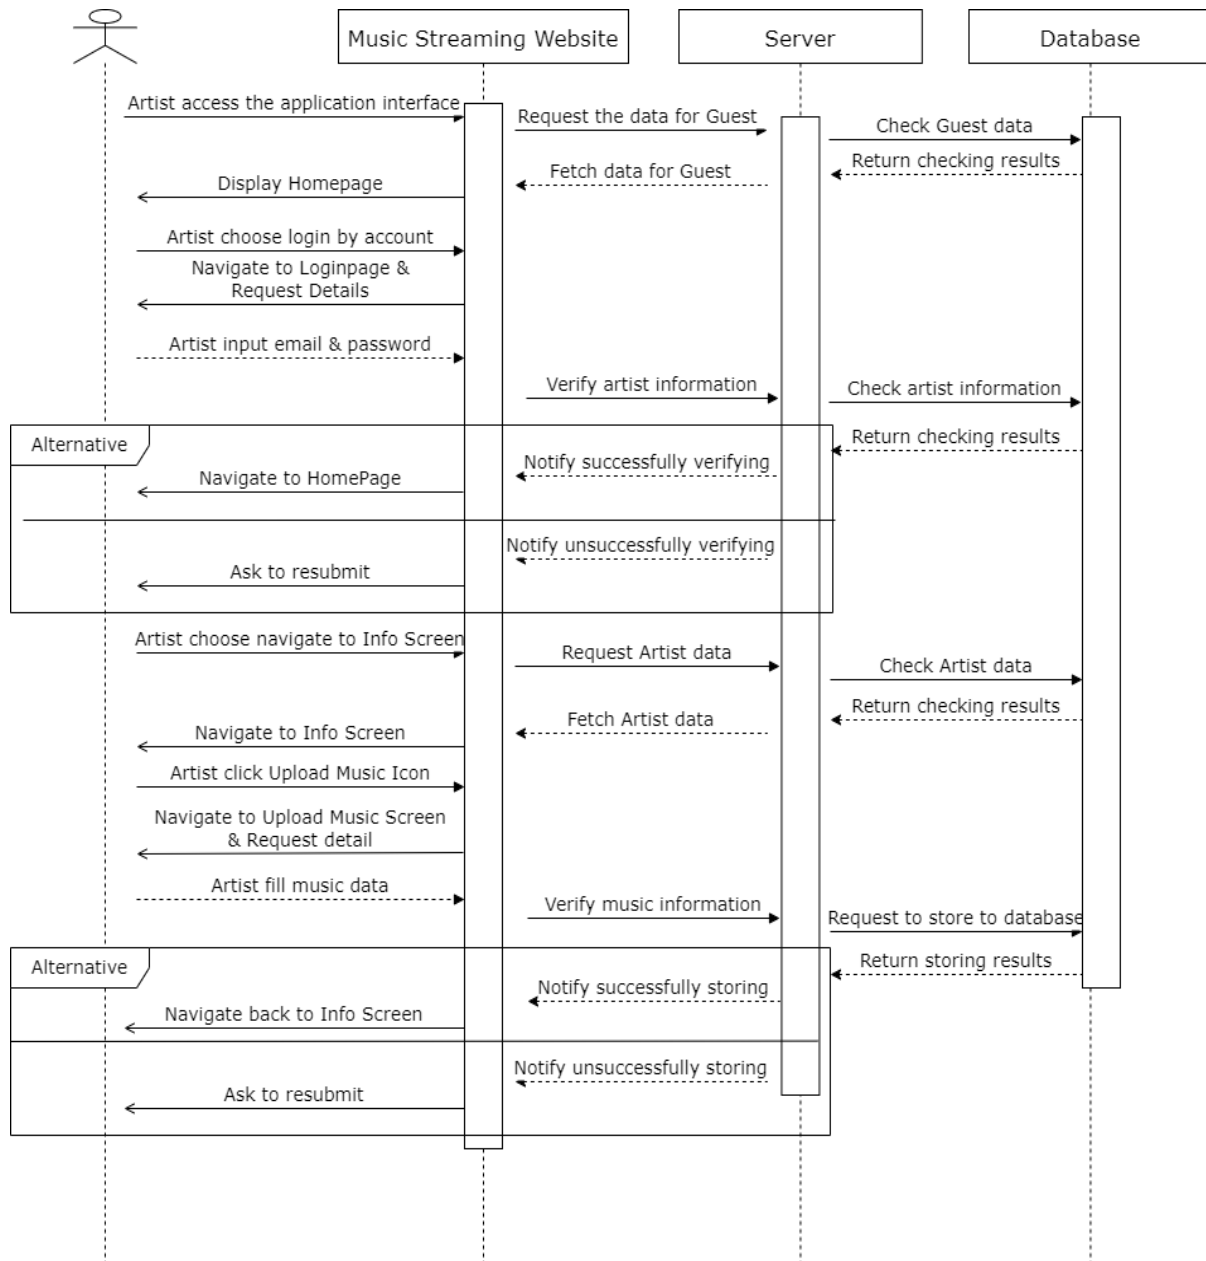 Music Streaming Website
Server
Database
Artist access the application interface
Request the data for Guest
Check Guest data
Return checking results
Fetch data for Guest
Display Homepage
Artist choose login by account
Navigate to Loginpage &
Request Details
Artist input email & password
Verify artist information
Check artist information
Return checking results
Alternative
Notify successfully verifying
Navigate to HomePage
Notify unsuccessfully verifying
Ask to resubmit
Artist choose navigate to Info Screen
Request Artist data
Check Artist data
Return checking results
Fetch Artist data
Navigate to Info Screen
Artist click Upload Music Icon
Navigate to Upload Music Screen
& Request detail
Artist fill music data
Verify music information
Request to store to database
Return storing results
Alternative
Notify successfully storing
Navigate back to Info Screen
Notify unsuccessfully storing
Ask to resubmit